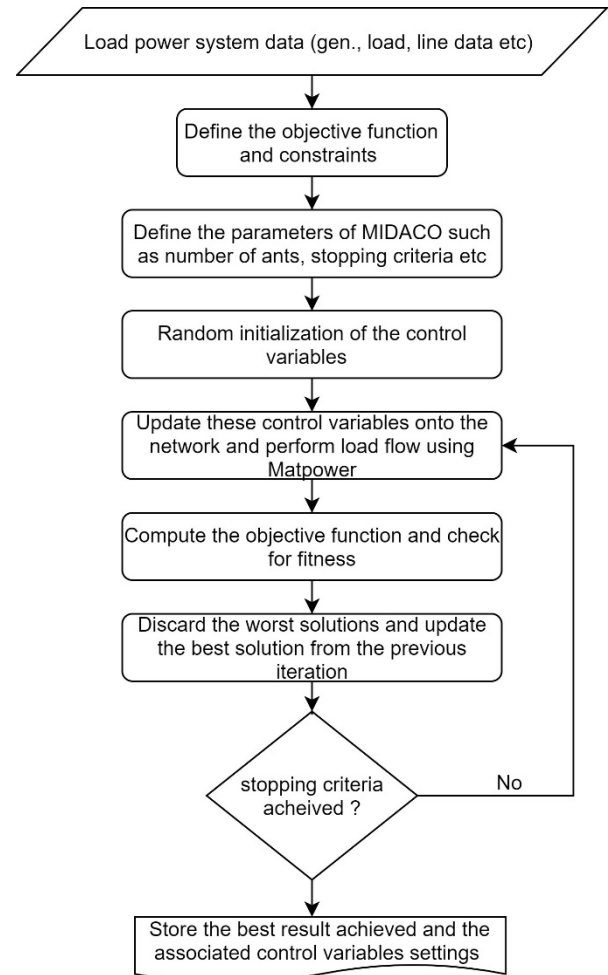 Load power system data (gen., load, line data etc)
Define the objective function
and constraints
Define the parameters of MIDACO such
as number of ants, stopping criteria etc
Random initialization of the control
variables
Update these control variables onto the
network and perform load flow using
Matpower
Compute the objective function and check
for fitness
Discard the worst solutions and update
the best solution from the previous
iteration
stopping criteria
acheived ?
No
Store the best result achieved and the
associated control variables settings